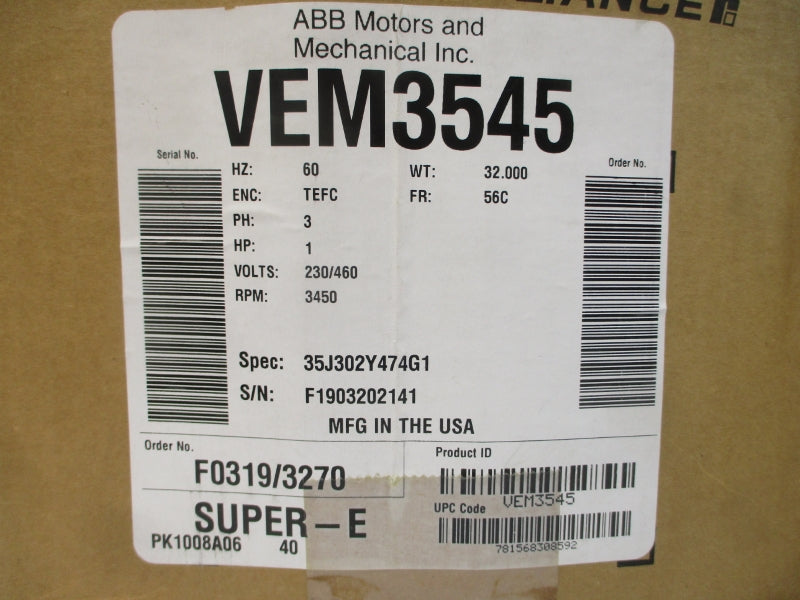 ABB Motors and
Mechanical Inc.
VEM3545
Serial No.
Order No.
HZ: 60 WT: 32.000
ENC: TEFC FR: 56C
PH: 3
HP: 1
VOLTS: 230/460
RPM: 3450
Spec: 35J302Y474G1
S/N: F1903202141
MFG IN THE USA
Order No.
F0319/3270
Product ID
VEM3545
SUPER-E
UPC Code
781568308592
PK1008A06 40